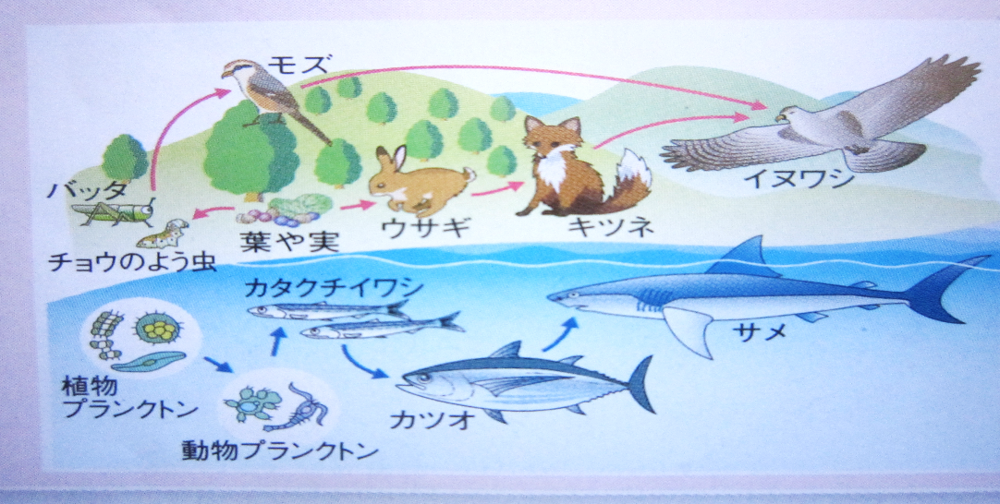 モズ
バッタ
チョウのよう虫
葉や実
ウサギ
キツネ
イヌワシ
カタクチイワシ
サメ
植物
プランクトン
カツオ
動物プランクトン